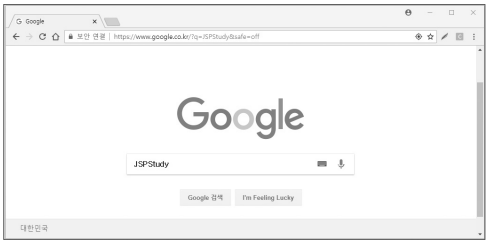 G Google
보안 연결 | https://www.google.co.kr/?q=JSPStudy&safe=off
Google
JSPStudy
Google 검색
I'm Feeling Lucky
대한민국